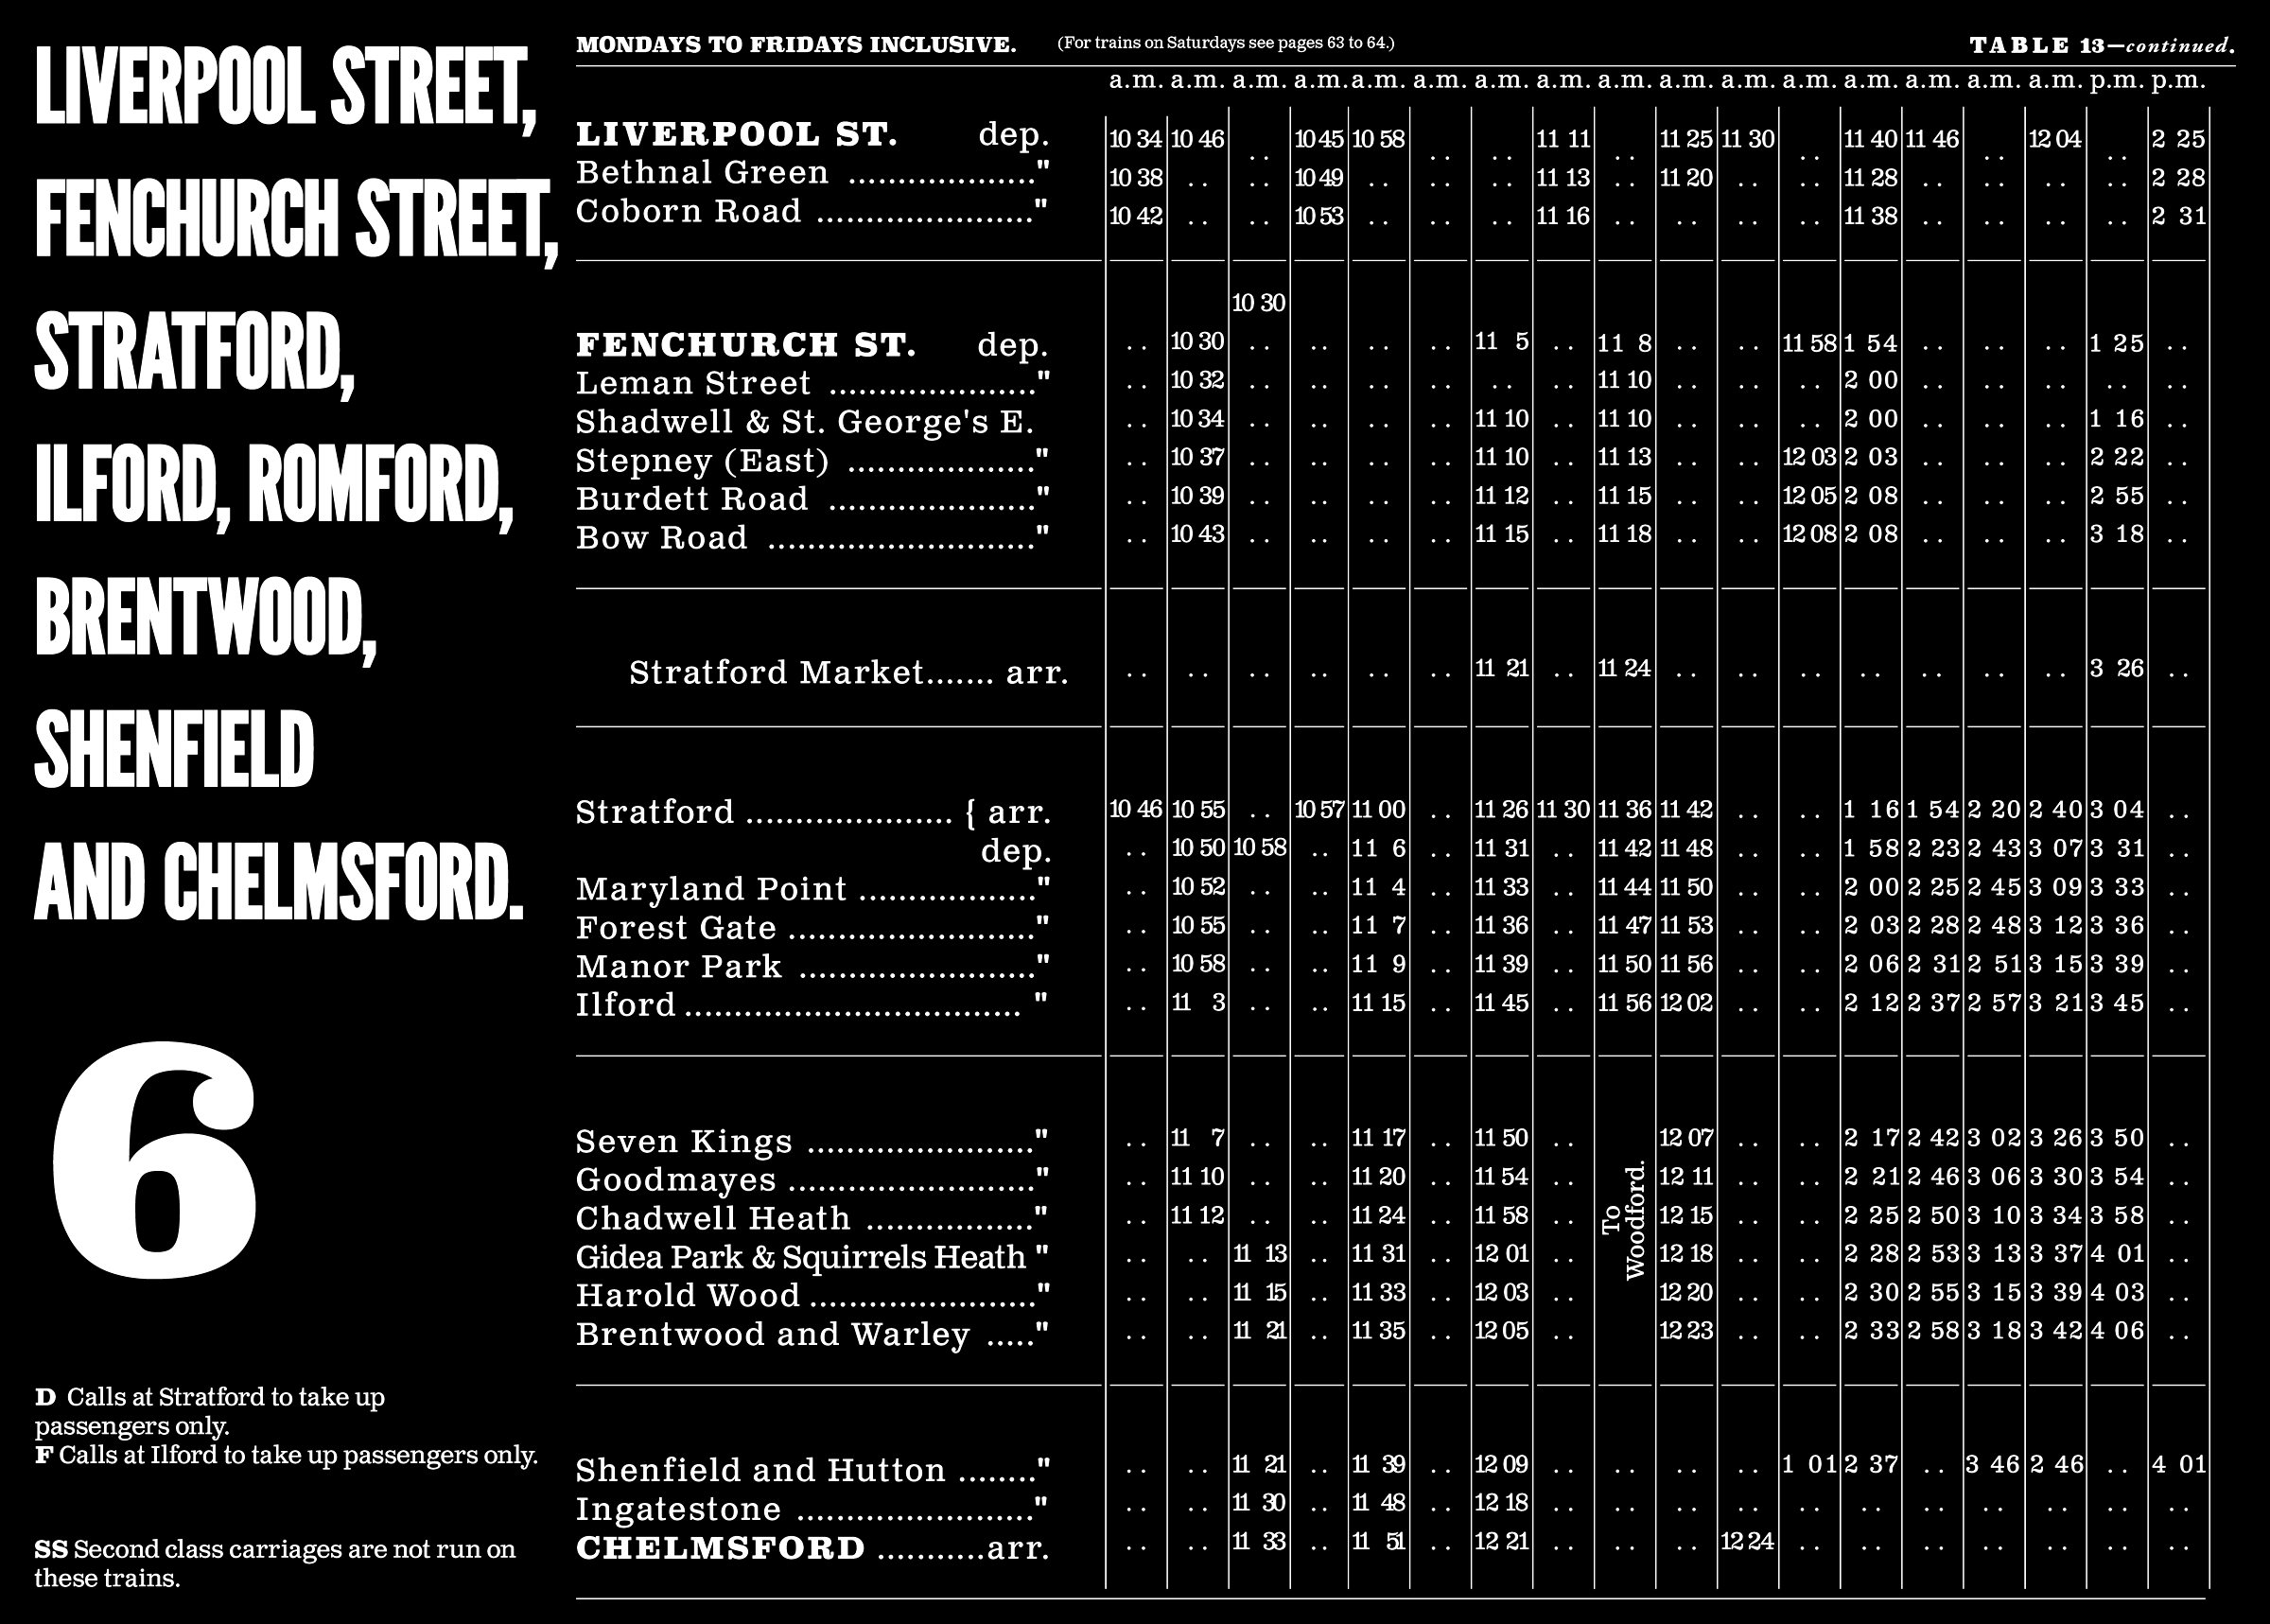 LIVERPOOL STREET,
FENCHURCH STREET,
STRATFORD,
ILFORD, ROMFORD,
BRENTWOOD,
SHENFIELD
AND CHELMSFORD.
6
D Calls at Stratford to take up
passengers only.
F Calls at Ilford to take up passengers only.
SS Second class carriages are not run on
these trains.
MONDAYS TO FRIDAYS INCLUSIVE. (For trains on Saturdays see pages 63 to 64.) TABLE 13—continued.
a.m. a.m. a.m. a.m. a.m. a.m. a.m. a.m. a.m. a.m. a.m. a.m. a.m. a.m. a.m. a.m. p.m. p.m.
LIVERPOOL ST. dep. 10 34 10 46 .. 10 45 10 58 .. .. 11 11 .. 11 25 11 30 .. 11 40 11 46 .. 12 04 .. 2 25
Bethnal Green ..................." 10 38 .. .. 10 49 .. .. .. 11 13 .. 11 20 .. .. 11 28 .. .. .. .. 2 28
Coborn Road ......................" 10 42 .. .. 10 53 .. .. .. 11 16 .. .. .. .. 11 38 .. .. .. .. 2 31
10 30
FENCHURCH ST. dep. .. 10 30 .. .. .. .. 11 5 .. 11 8 .. .. 11 58 1 54 .. .. .. 1 25 ..
Leman Street ....................." .. 10 32 .. .. .. .. .. .. 11 10 .. .. .. 2 00 .. .. .. .. ..
Shadwell & St. George's E. .. 10 34 .. .. .. .. 11 10 .. 11 10 .. .. .. 2 00 .. .. .. 1 16 ..
Stepney (East) ..................." .. 10 37 .. .. .. .. 11 10 .. 11 13 .. .. 12 03 2 03 .. .. .. 2 22 ..
Burdett Road ....................." .. 10 39 .. .. .. .. 11 12 .. 11 15 .. .. 12 05 2 08 .. .. .. 2 55 ..
Bow Road ..........................." .. 10 43 .. .. .. .. 11 15 .. 11 18 .. .. 12 08 2 08 .. .. .. 3 18 ..
Stratford Market....... arr. .. .. .. .. .. .. 11 21 .. 11 24 .. .. .. .. .. .. .. 3 26 ..
Stratford ..................... { arr. 10 46 10 55 .. 10 57 11 00 .. 11 26 11 30 11 36 11 42 .. .. 1 16 1 54 2 20 2 40 3 04 ..
dep. .. 10 50 10 58 .. 11 6 .. 11 31 .. 11 42 11 48 .. .. 1 58 2 23 2 43 3 07 3 31 ..
Maryland Point .................." .. 10 52 .. .. 11 4 .. 11 33 .. 11 44 11 50 .. .. 2 00 2 25 2 45 3 09 3 33 ..
Forest Gate ........................." .. 10 55 .. .. 11 7 .. 11 36 .. 11 47 11 53 .. .. 2 03 2 28 2 48 3 12 3 36 ..
Manor Park ........................" .. 10 58 .. .. 11 9 .. 11 39 .. 11 50 11 56 .. .. 2 06 2 31 2 51 3 15 3 39 ..
Ilford .................................. " .. 11 3 .. .. 11 15 .. 11 45 .. 11 56 12 02 .. .. 2 12 2 37 2 57 3 21 3 45 ..
Seven Kings ......................." .. 11 7 .. .. 11 17 .. 11 50 .. 12 07 .. .. 2 17 2 42 3 02 3 26 3 50 ..
Goodmayes ........................." .. 11 10 .. .. 11 20 .. 11 54 .. 12 11 .. .. 2 21 2 46 3 06 3 30 3 54 ..
Chadwell Heath ................." .. 11 12 .. .. 11 24 .. 11 58 .. 12 15 .. .. 2 25 2 50 3 10 3 34 3 58 ..
Gidea Park & Squirrels Heath " .. .. 11 13 .. 11 31 .. 12 01 .. 12 18 .. .. 2 28 2 53 3 13 3 37 4 01 ..
Harold Wood ......................." .. .. 11 15 .. 11 33 .. 12 03 .. 12 20 .. .. 2 30 2 55 3 15 3 39 4 03 ..
Brentwood and Warley ....." .. .. 11 21 .. 11 35 .. 12 05 .. 12 23 .. .. 2 33 2 58 3 18 3 42 4 06 ..
To
Woodford.
Shenfield and Hutton ........" .. .. 11 21 .. 11 39 .. 12 09 .. .. .. .. 1 01 2 37 .. 3 46 2 46 .. 4 01
Ingatestone ........................" .. .. 11 30 .. 11 48 .. 12 18 .. .. .. .. .. .. .. .. .. .. ..
CHELMSFORD ...........arr. .. .. 11 33 .. 11 51 .. 12 21 .. .. .. 12 24 .. .. .. .. .. .. ..